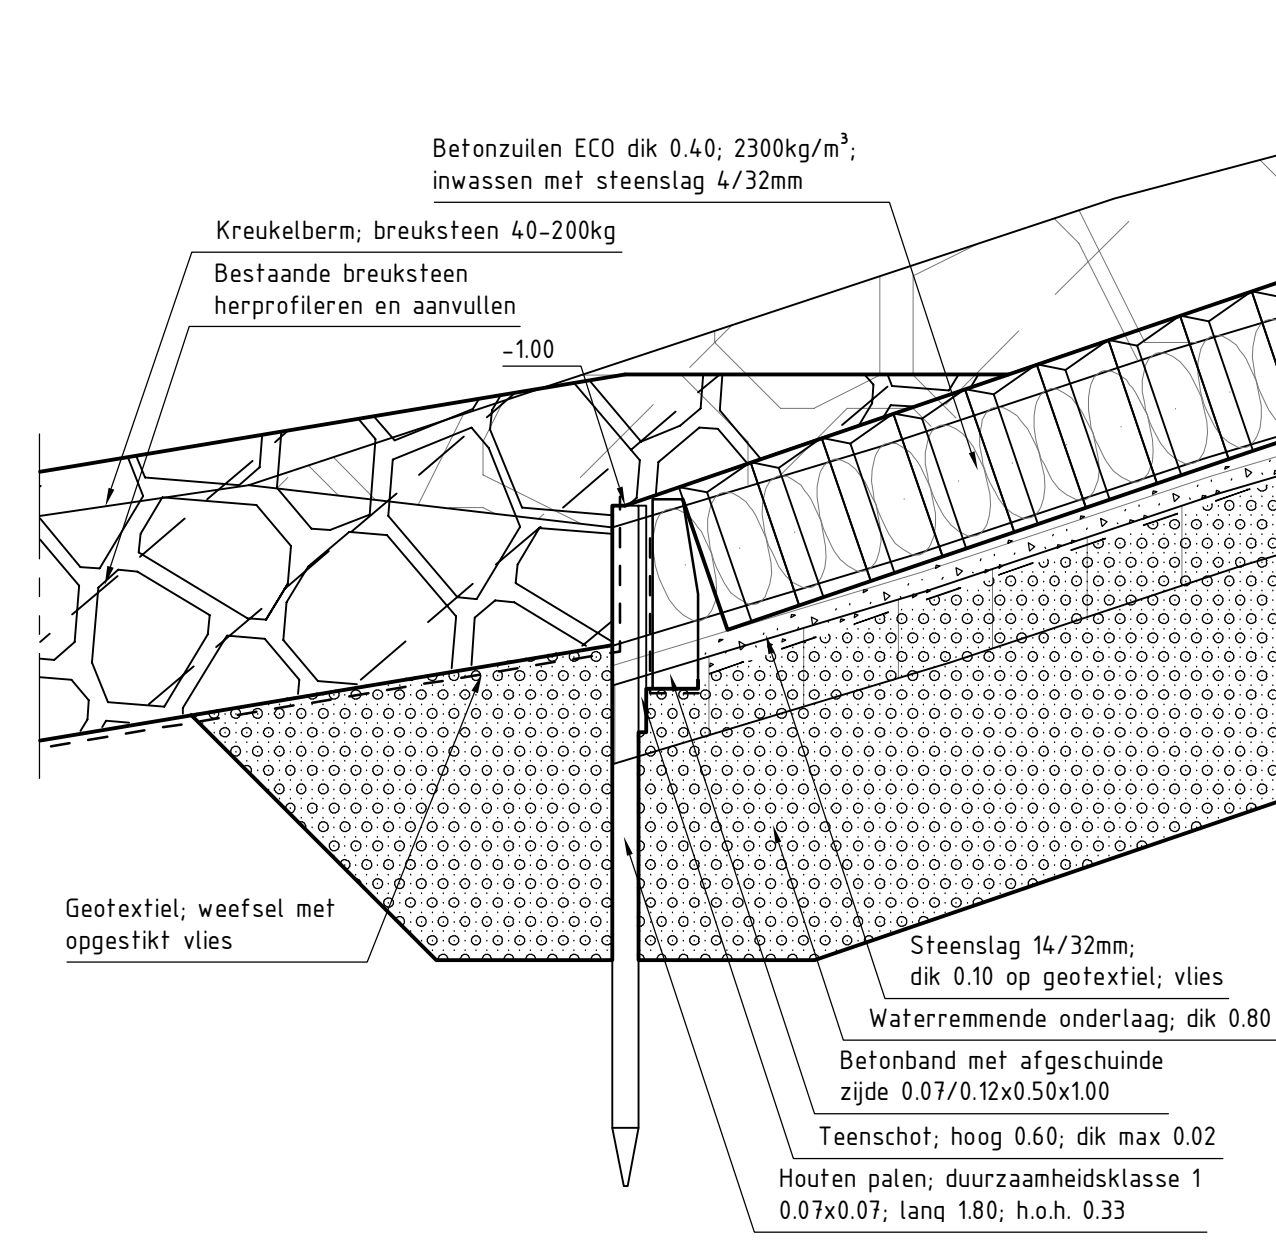 Betonzuilen ECO dik 0.40; 2300kg/m³;
inwassen met steenslag 4/32mm
Kreukelberm; breuksteen 40-200kg
Bestaande breuksteen
herprofileren en aanvullen
-1.00
Geotextiel; weefsel met
opgestikt vlies
Steenslag 14/32mm;
dik 0.10 op geotextiel; vlies
Waterremmende onderlaag; dik 0.80
Betonband met afgeschuinde
zijde 0.07/0.12x0.50x1.00
Teenschot; hoog 0.60; dik max 0.02
Houten palen; duurzaamheidsklasse 1
0.07x0.07; lang 1.80; h.o.h. 0.33